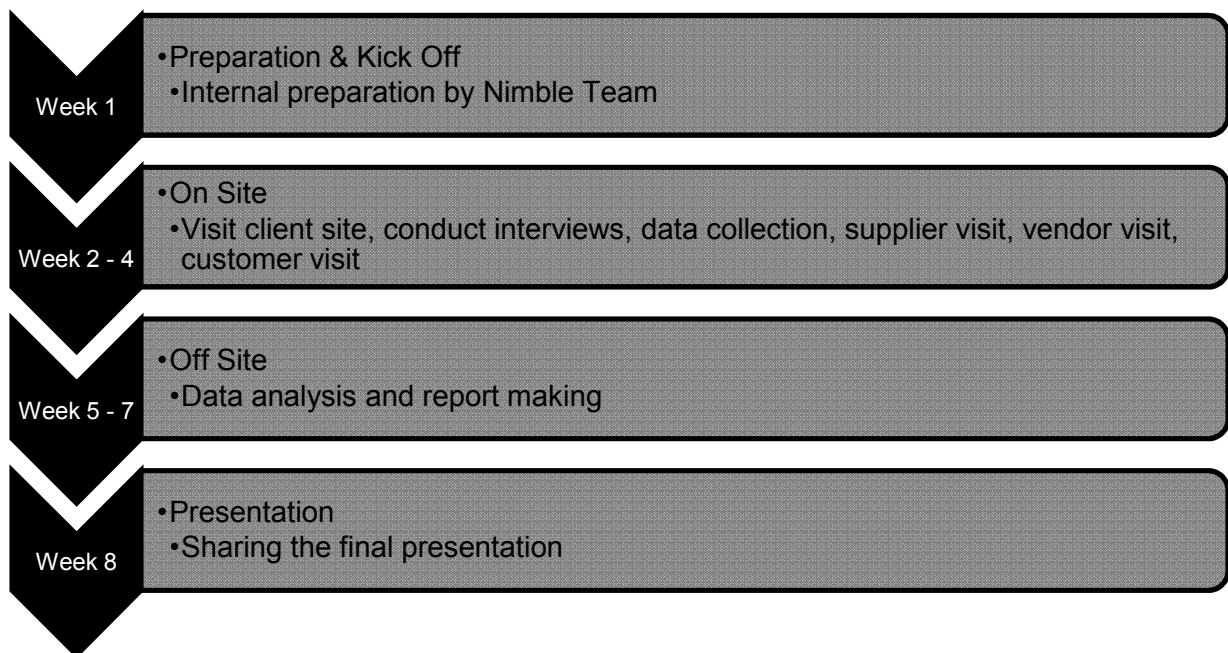 Week 1
•Preparation & Kick Off
•Internal preparation by Nimble Team
Week 2 - 4
•On Site
•Visit client site, conduct interviews, data collection, supplier visit, vendor visit,
customer visit
Week 5 - 7
•Off Site
•Data analysis and report making
Week 8
•Presentation
•Sharing the final presentation